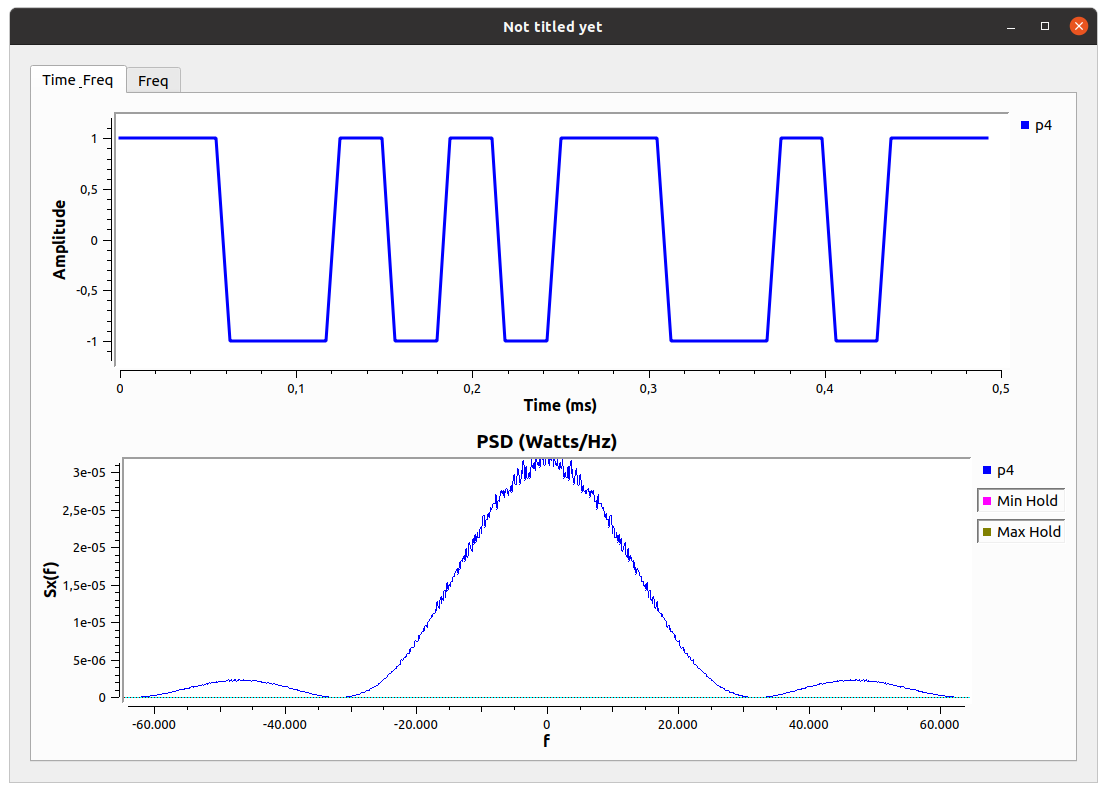 Not titled yet
Time_Freq
Freq
p4
1
0,5
0
-0,5
-1
Amplitude
0 0,1 0,2 0,3 0,4 0,5
Time (ms)
PSD (Watts/Hz)
p4
Min Hold
Max Hold
3e-05
2,5e-05
2e-05
1,5e-05
1e-05
5e-06
0
Sx(f)
-60.000 -40.000 -20.000 0 20.000 40.000 60.000
f